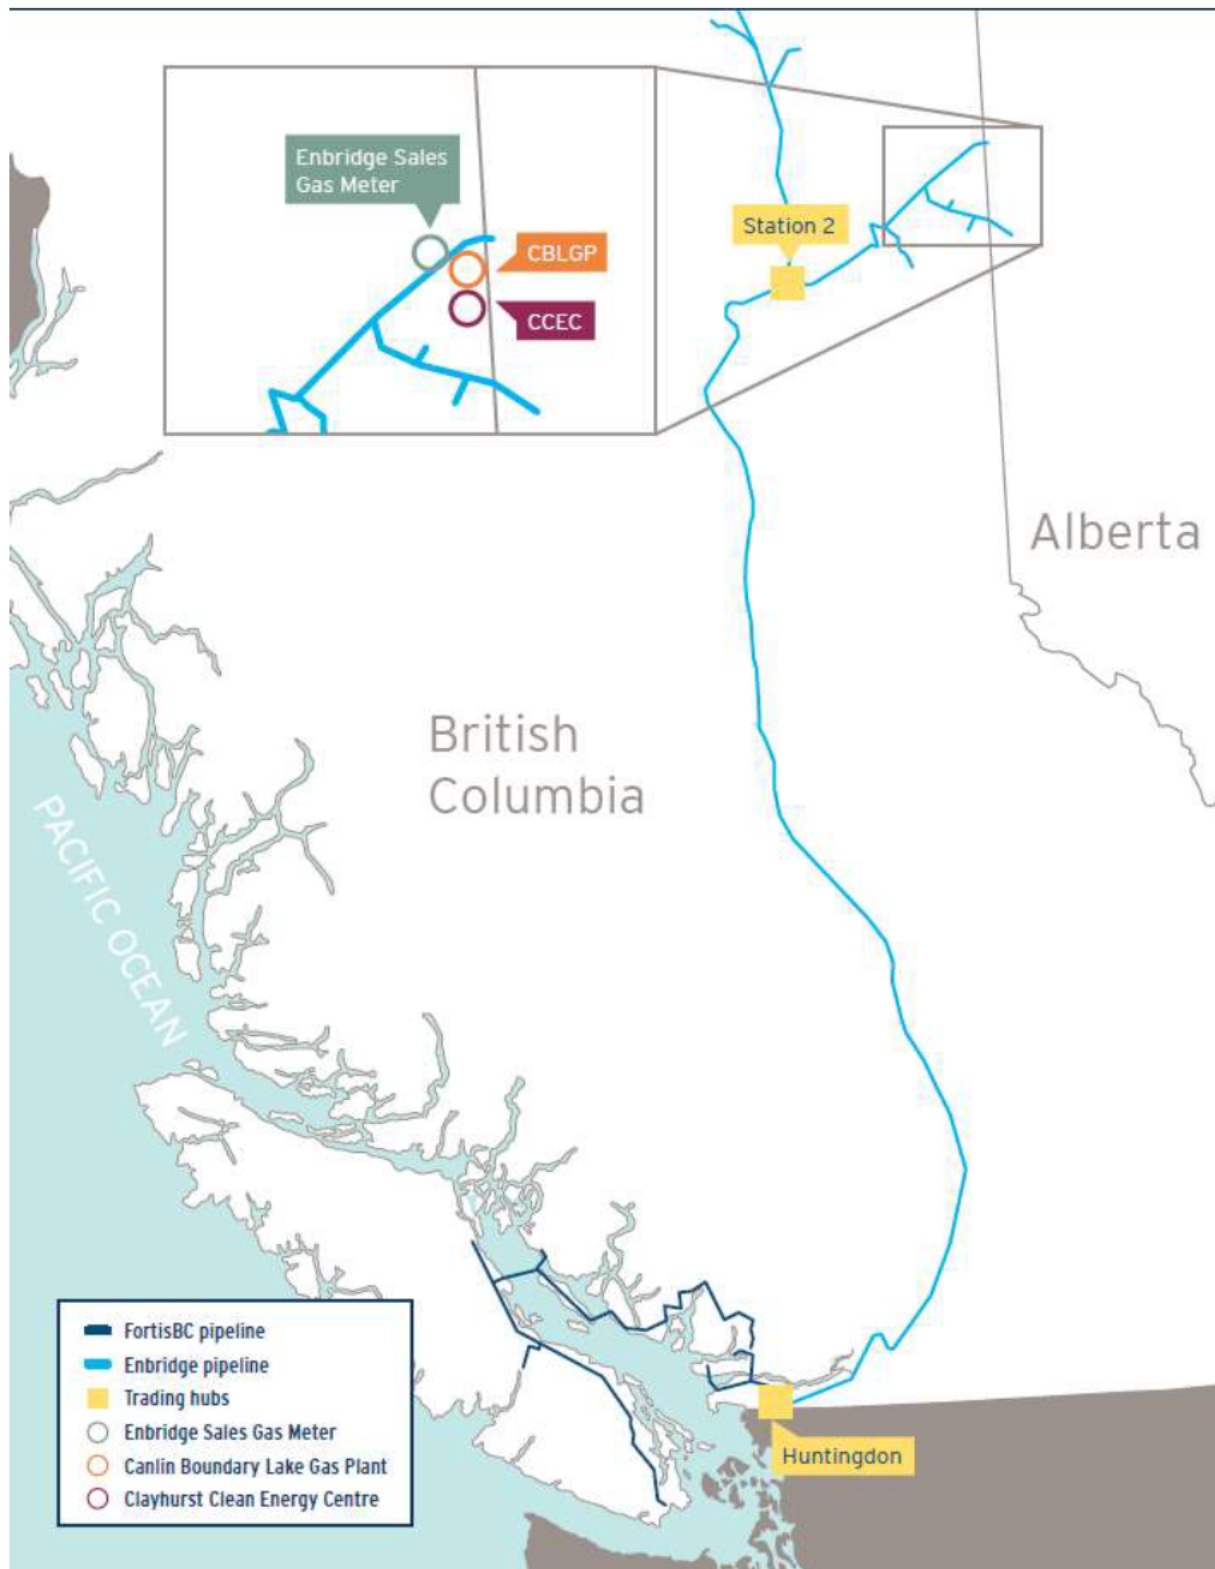 Enbridge Sales
Gas Meter
CBLGP
CCEC
Station 2
Alberta
British
Columbia
PACIFIC OCEAN
FortisBC pipeline
Enbridge pipeline
Trading hubs
Enbridge Sales Gas Meter
Canlin Boundary Lake Gas Plant
Clayhurst Clean Energy Centre
Huntingdon